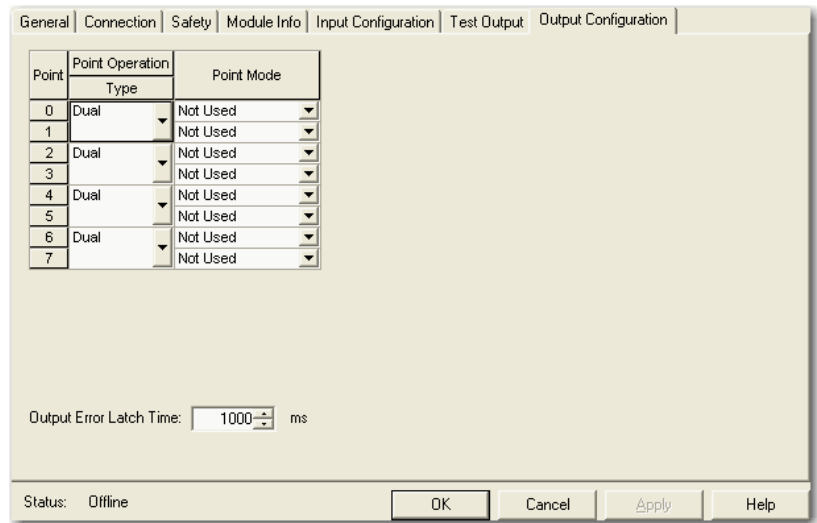 General Connection Safety Module Info Input Configuration Test Output Output Configuration
Point Point Operation Point Mode
Type
0 Dual Not Used
1 Not Used
2 Dual Not Used
3 Not Used
4 Dual Not Used
5 Not Used
6 Dual Not Used
7 Not Used
Output Error Latch Time: 1000 ms
Status: Offline OK Cancel Apply Help